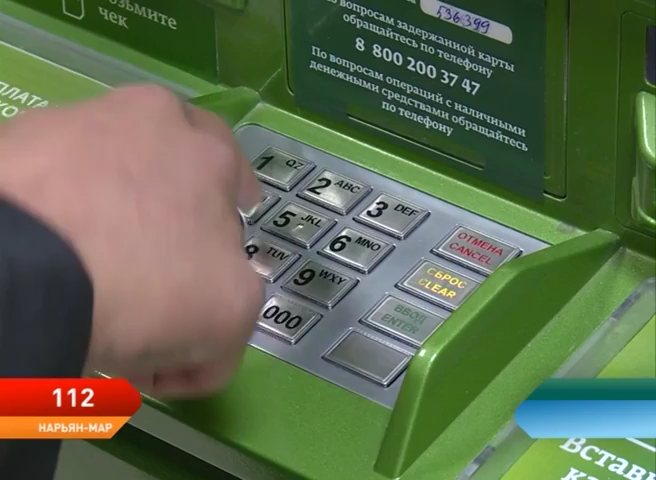 возьмите
чек
536399
по вопросам задержанной карты
обращайтесь по телефону
8 800 200 37 47
По вопросам операций с наличными
денежными средствами обращайтесь
по телефону
1 QZ
2 ABC
3 DEF
5 JKL
6 MNO
8 TUV
9 WXY
000
ОТМЕНА
CANCEL
СБРОС
CLEAR
ВВОД
ENTER
112
НАРЬЯН-МАР